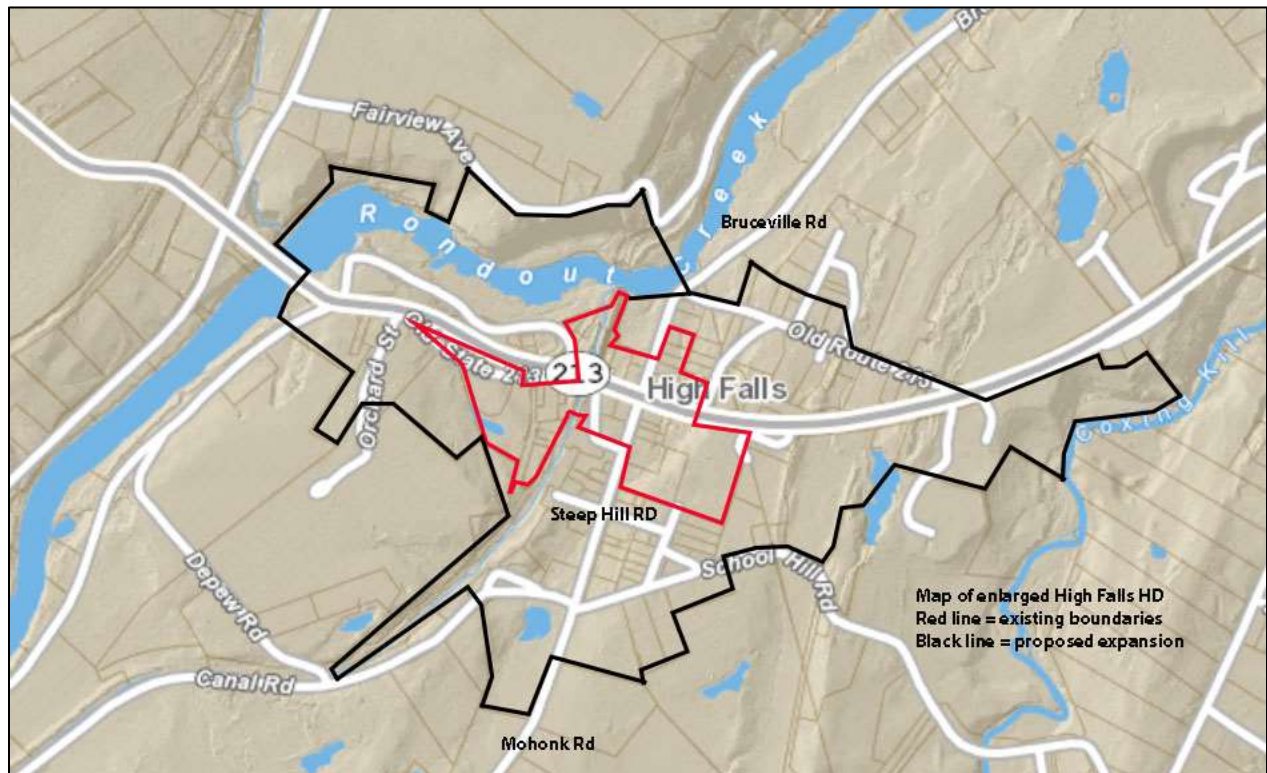 Fairview Ave
Rondout Creek
Bruceville Rd
Orchard St
Old State 213
213
Old Route 213
High Falls
Coxing Kill
Steep Hill RD
School Hill Rd
Depew Rd
Canal Rd
Map of enlarged High Falls HD
Red line = existing boundaries
Black line = proposed expansion
Mohonk Rd